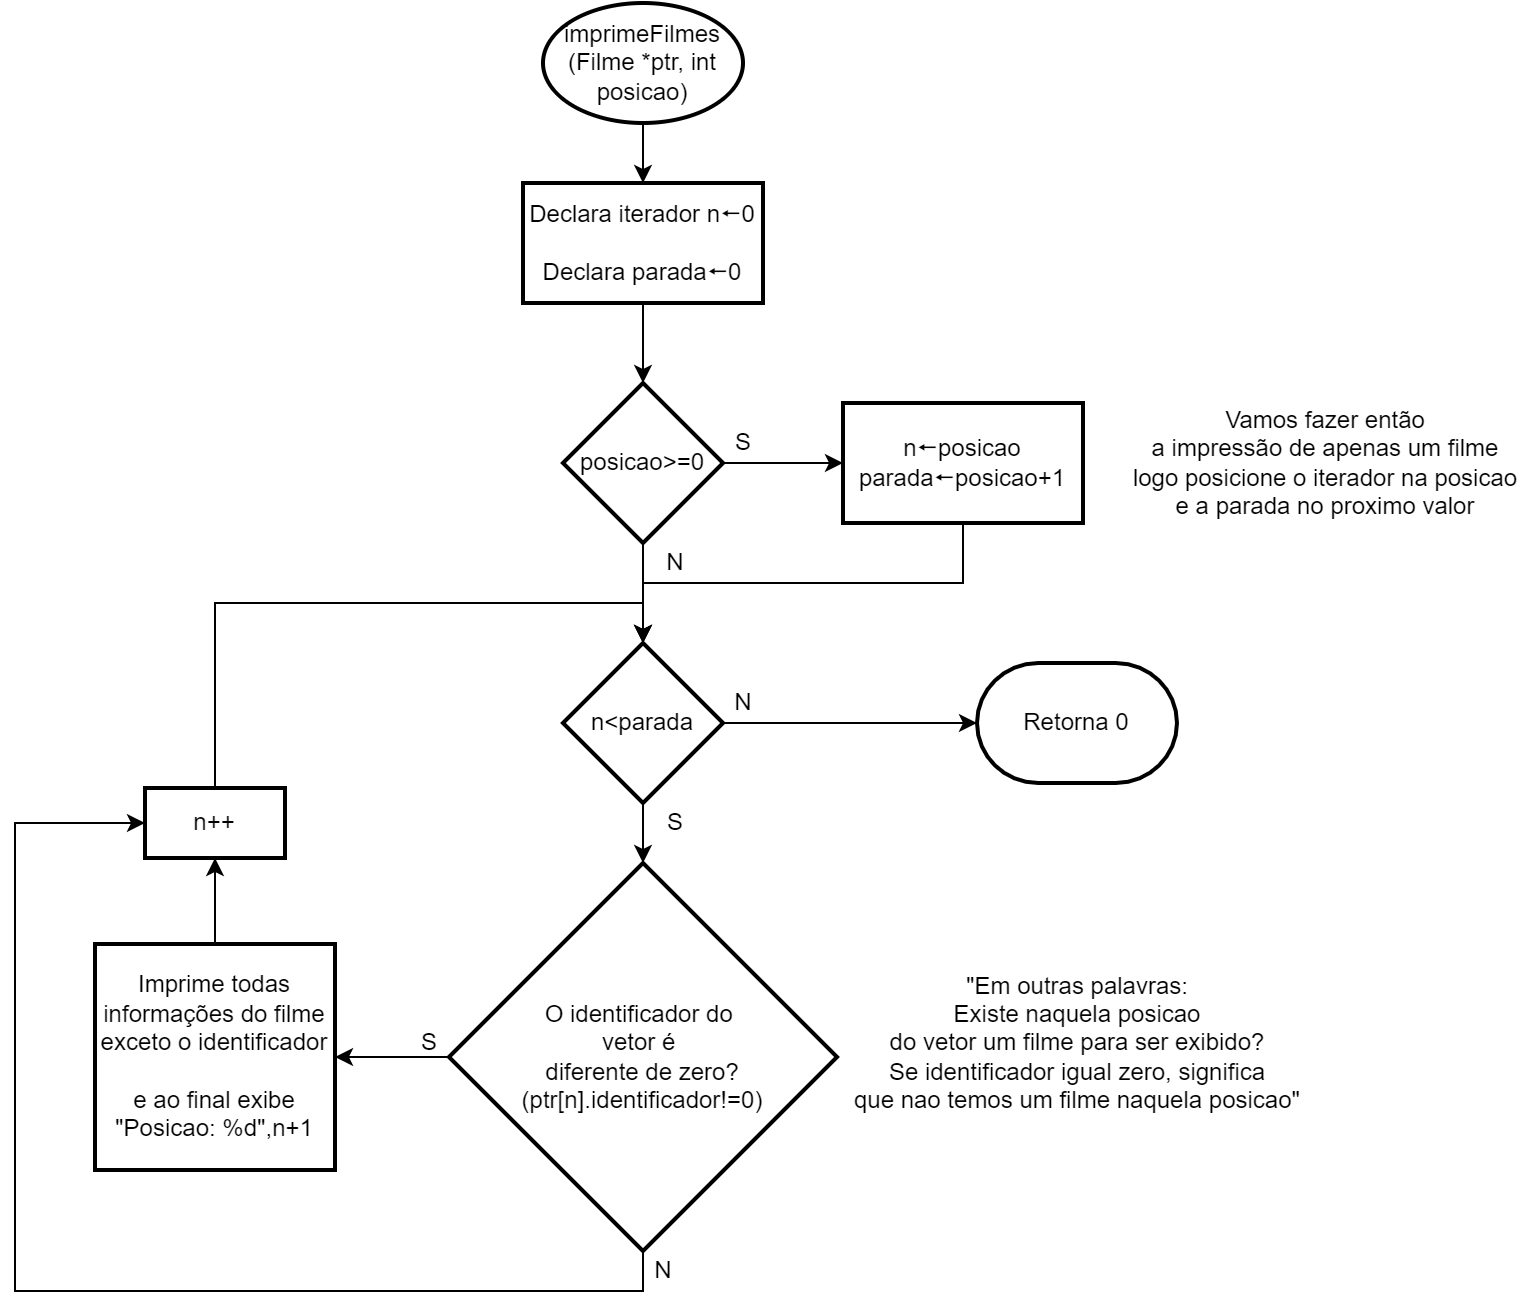 imprimeFilmes
(Filme *ptr, int
posicao)
Declara iterador n←0
Declara parada←0
posicao>=0
S
n←posicao
parada←posicao+1
Vamos fazer então
a impressão de apenas um filme
logo posicione o iterador na posicao
e a parada no proximo valor
N
n<parada
N
Retorna 0
S
n++
O identificador do
vetor é
diferente de zero?
(ptr[n].identificador!=0)
S
Imprime todas
informações do filme
exceto o identificador
e ao final exibe
"Posicao: %d",n+1
"Em outras palavras:
Existe naquela posicao
do vetor um filme para ser exibido?
Se identificador igual zero, significa
que nao temos um filme naquela posicao"
N